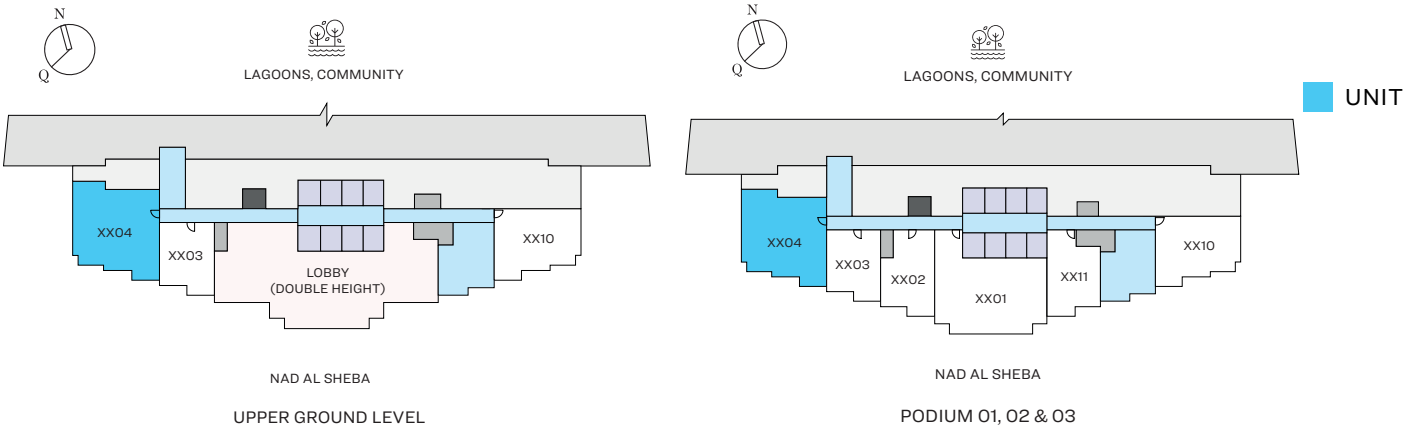 N
Q
LAGOONS, COMMUNITY
XX04
XX03
LOBBY
(DOUBLE HEIGHT)
XX10
NAD AL SHEBA
UPPER GROUND LEVEL
N
Q
LAGOONS, COMMUNITY
XX04
XX03
XX02
XX01
XX11
XX10
NAD AL SHEBA
PODIUM 01, 02 & 03
UNIT